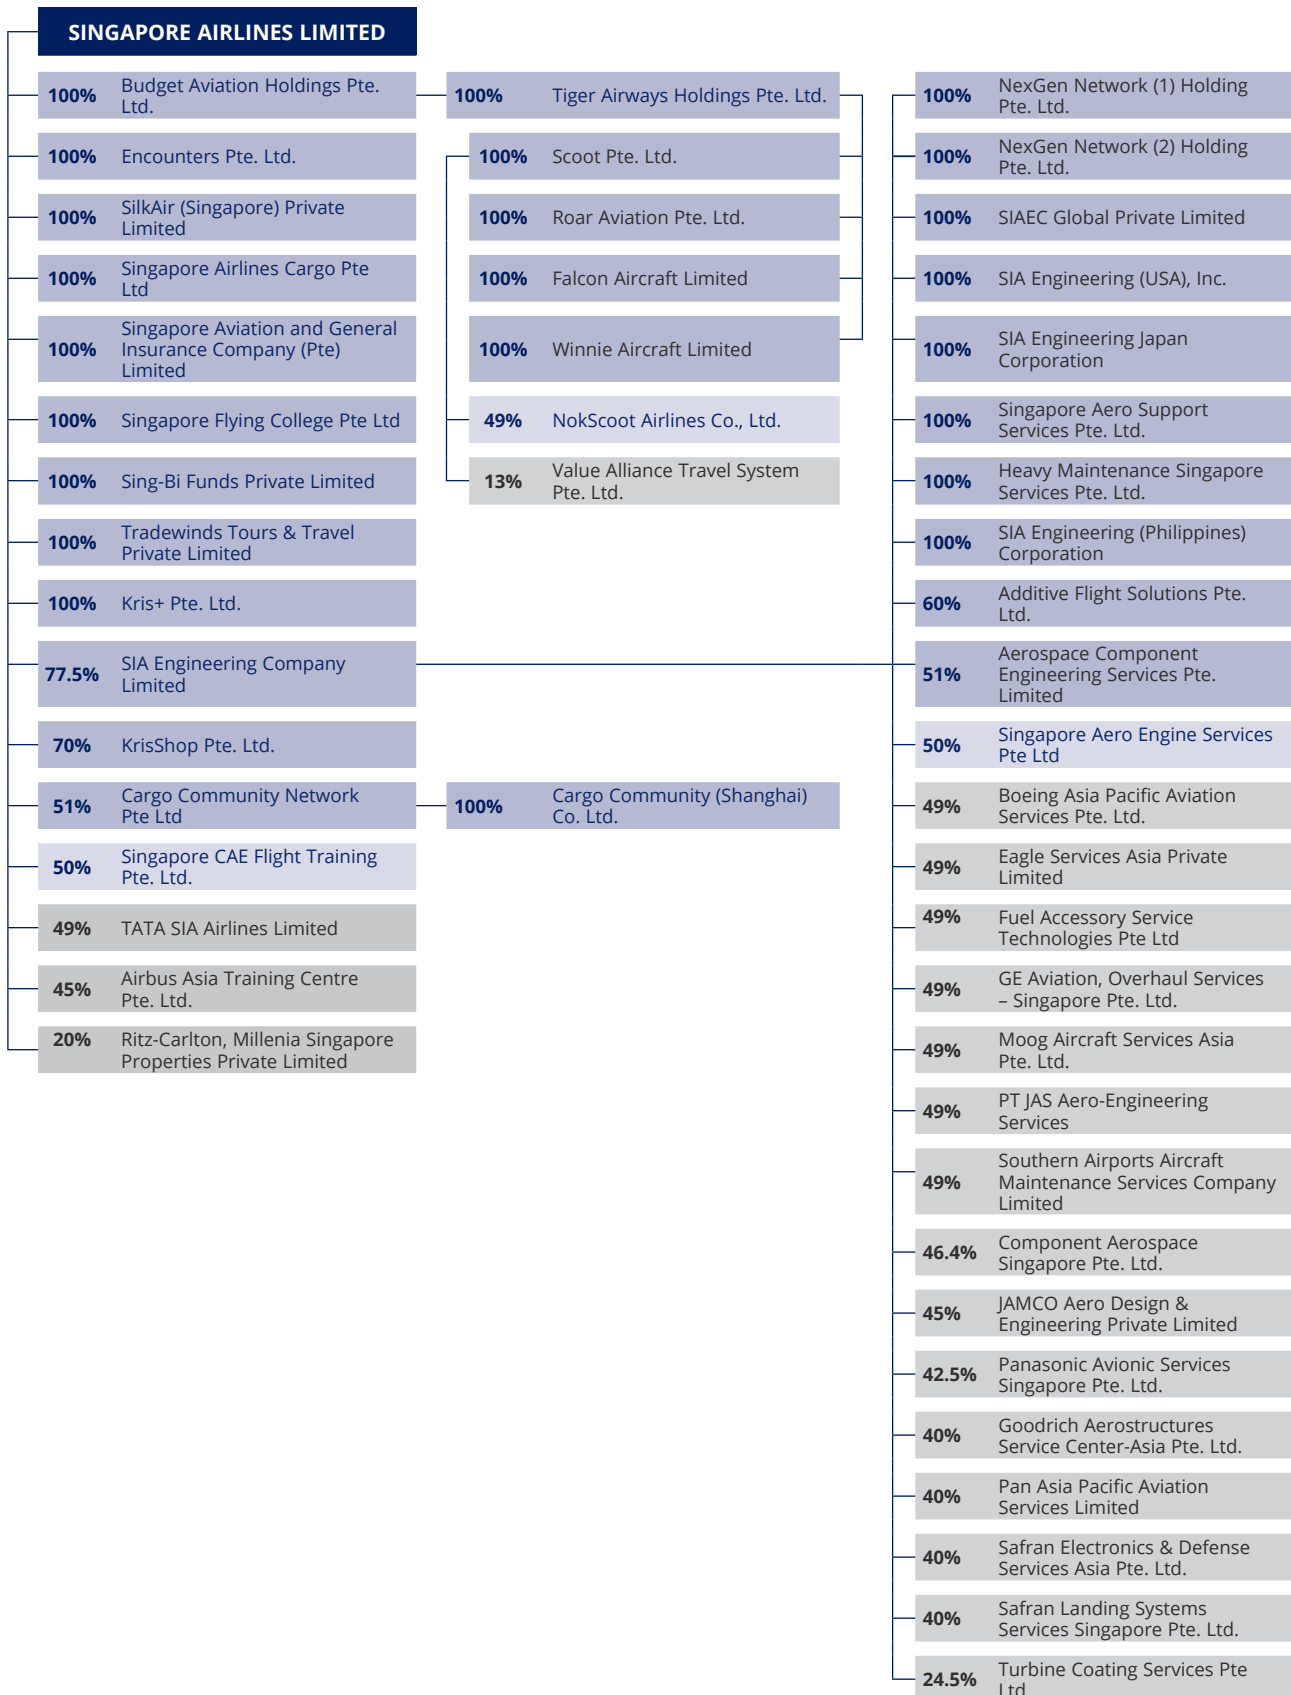 SINGAPORE AIRLINES LIMITED
100%
Budget Aviation Holdings Pte.
Ltd.
100%
Encounters Pte. Ltd.
100%
SilkAir (Singapore) Private
Limited
100%
Singapore Airlines Cargo Pte
Ltd
100%
Singapore Aviation and General
Insurance Company (Pte)
Limited
100%
Singapore Flying College Pte Ltd
100%
Sing-Bi Funds Private Limited
100%
Tradewinds Tours & Travel
Private Limited
100%
Kris+ Pte. Ltd.
77.5%
SIA Engineering Company
Limited
70%
KrisShop Pte. Ltd.
51%
Cargo Community Network
Pte Ltd
50%
Singapore CAE Flight Training
Pte. Ltd.
49%
TATA SIA Airlines Limited
45%
Airbus Asia Training Centre
Pte. Ltd.
20%
Ritz-Carlton, Millenia Singapore
Properties Private Limited
100%
Tiger Airways Holdings Pte. Ltd.
100%
Scoot Pte. Ltd.
100%
Roar Aviation Pte. Ltd.
100%
Falcon Aircraft Limited
100%
Winnie Aircraft Limited
49%
NokScoot Airlines Co., Ltd.
13%
Value Alliance Travel System
Pte. Ltd.
100%
Cargo Community (Shanghai)
Co. Ltd.
100%
NexGen Network (1) Holding
Pte. Ltd.
100%
NexGen Network (2) Holding
Pte. Ltd.
100%
SIAEC Global Private Limited
100%
SIA Engineering (USA), Inc.
100%
SIA Engineering Japan
Corporation
100%
Singapore Aero Support
Services Pte. Ltd.
100%
Heavy Maintenance Singapore
Services Pte. Ltd.
100%
SIA Engineering (Philippines)
Corporation
60%
Additive Flight Solutions Pte.
Ltd.
51%
Aerospace Component
Engineering Services Pte.
Limited
50%
Singapore Aero Engine Services
Pte Ltd
49%
Boeing Asia Pacific Aviation
Services Pte. Ltd.
49%
Eagle Services Asia Private
Limited
49%
Fuel Accessory Service
Technologies Pte Ltd
49%
GE Aviation, Overhaul Services
– Singapore Pte. Ltd.
49%
Moog Aircraft Services Asia
Pte. Ltd.
49%
PT JAS Aero-Engineering
Services
49%
Southern Airports Aircraft
Maintenance Services Company
Limited
46.4%
Component Aerospace
Singapore Pte. Ltd.
45%
JAMCO Aero Design &
Engineering Private Limited
42.5%
Panasonic Avionic Services
Singapore Pte. Ltd.
40%
Goodrich Aerostructures
Service Center-Asia Pte. Ltd.
40%
Pan Asia Pacific Aviation
Services Limited
40%
Safran Electronics & Defense
Services Asia Pte. Ltd.
40%
Safran Landing Systems
Services Singapore Pte. Ltd.
24.5%
Turbine Coating Services Pte
Ltd